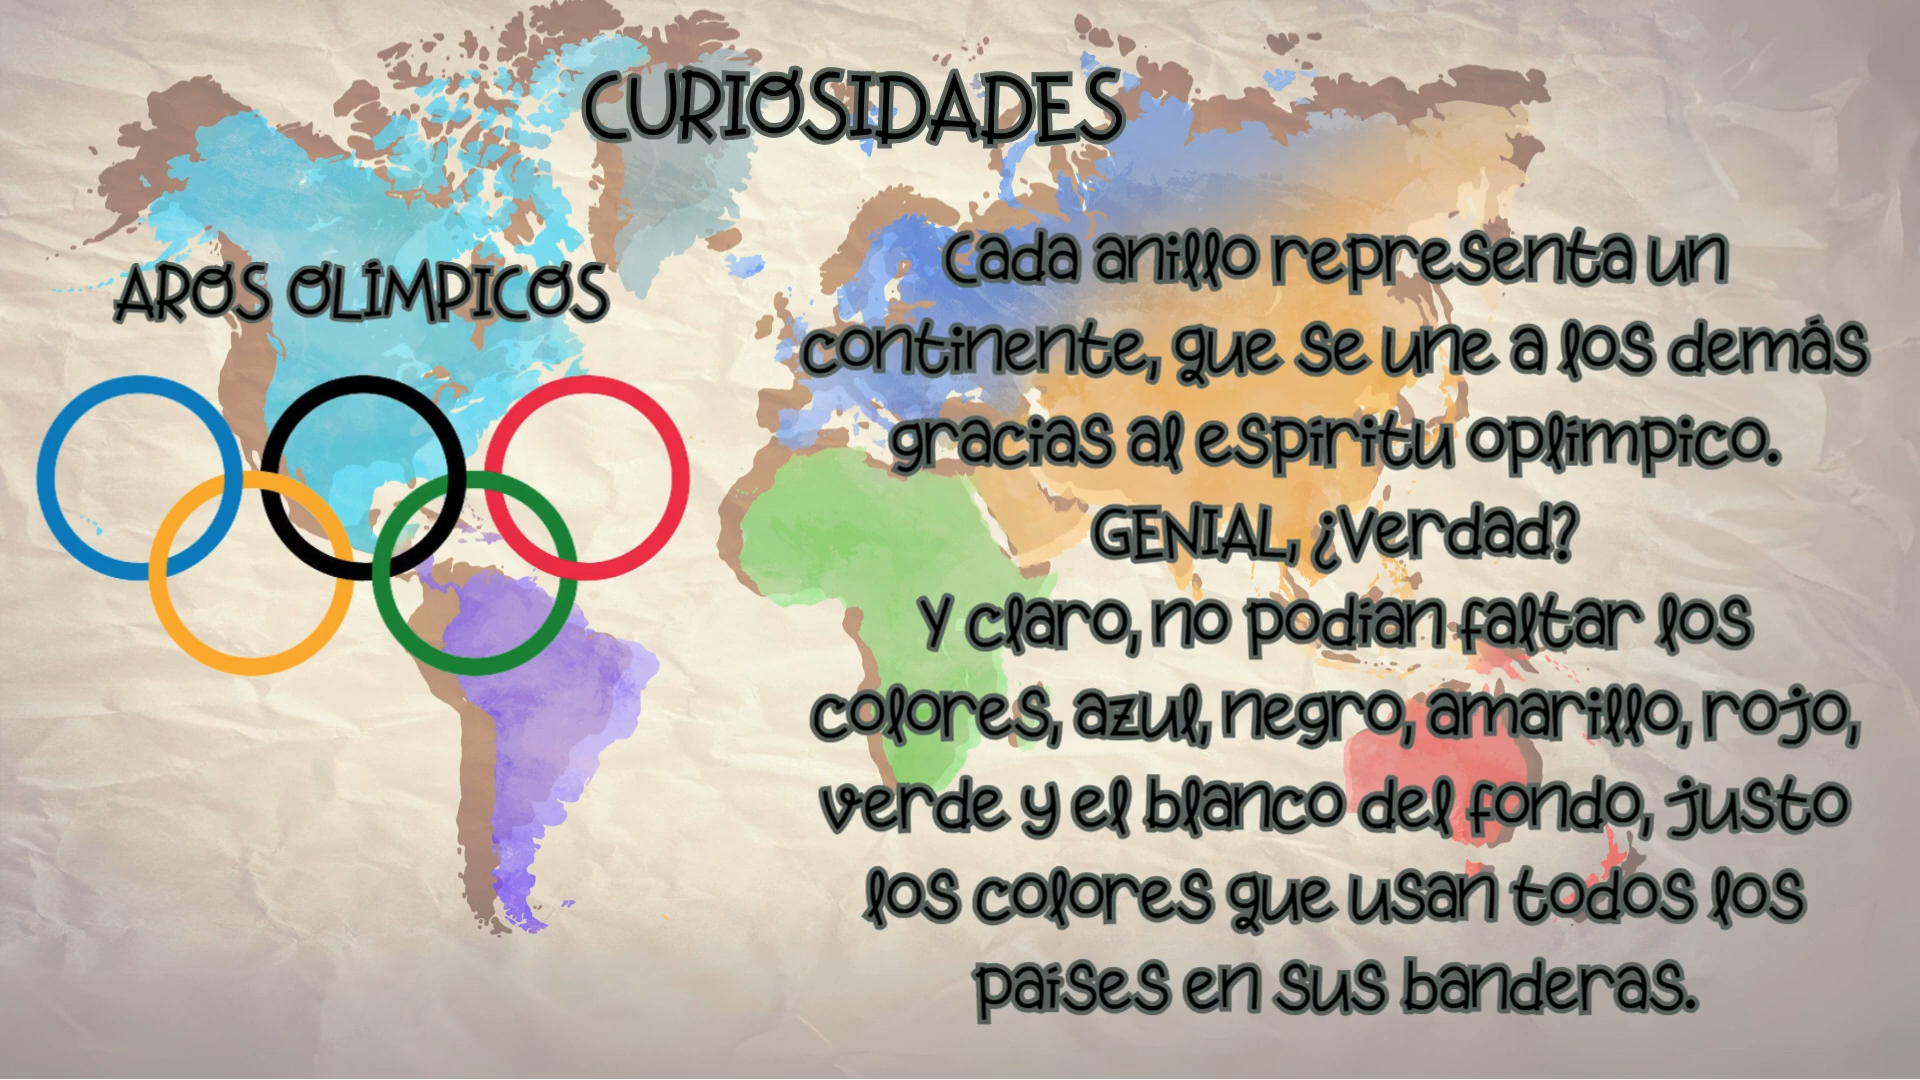 CURIOSIDADES
AROS OLÍMPICOS
Cada anillo representa un
continente, que se une a los demás
gracias al espíritu oplímpico.
GENIAL, ¿verdad?
Y claro, no podían faltar los
colores, azul, negro, amarillo, rojo,
verde y el blanco del fondo, justo
los colores que usan todos los
países en sus banderas.